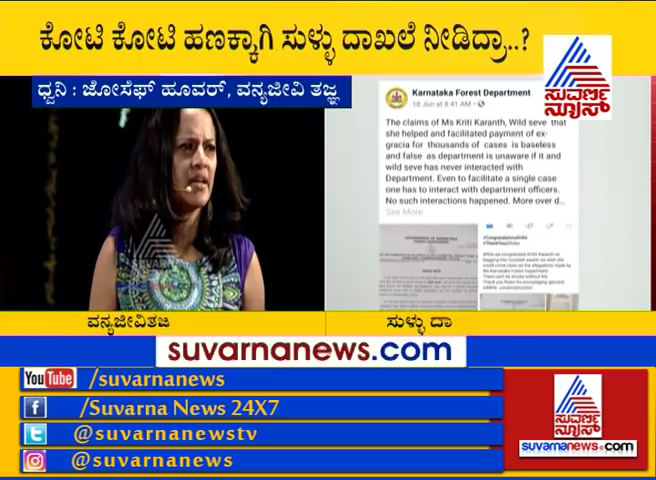 ಕೋಟಿ ಕೋಟಿ ಹಣಕ್ಕಾಗಿ ಸುಳ್ಳು ದಾಖಲೆ ನೀಡಿದ್ರಾ..?
ಸುವರ್ಣ
ನ್ಯೂಸ್
ಧ್ವನಿ : ಜೋಸೆಫ್ ಹೂವರ್, ವನ್ಯಜೀವಿ ತಜ್ಞ
Karnataka Forest Department
18 Jun at 8:41 AM
The claims of Ms Kriti Karanth, Wild seve that
she helped and facilitated payment of ex-
gracia for thousands of cases is baseless
and false as department is unaware if it and
wild seve has never interacted with
Department. Even to facilitate a single case
one has to interact with department officers.
No such interactions happened. More over d...
See More
ವನ್ಯಜೀವಿತಜಿ
ಸುಳ್ಳು ದಾ
suvarnanews.com
YouTube /suvarnanews
/Suvarna News 24X7
@suvarnanewstv
@suvarnanews
ಸುವರ್ಣ
ನ್ಯೂಸ್
suvarnanews.com